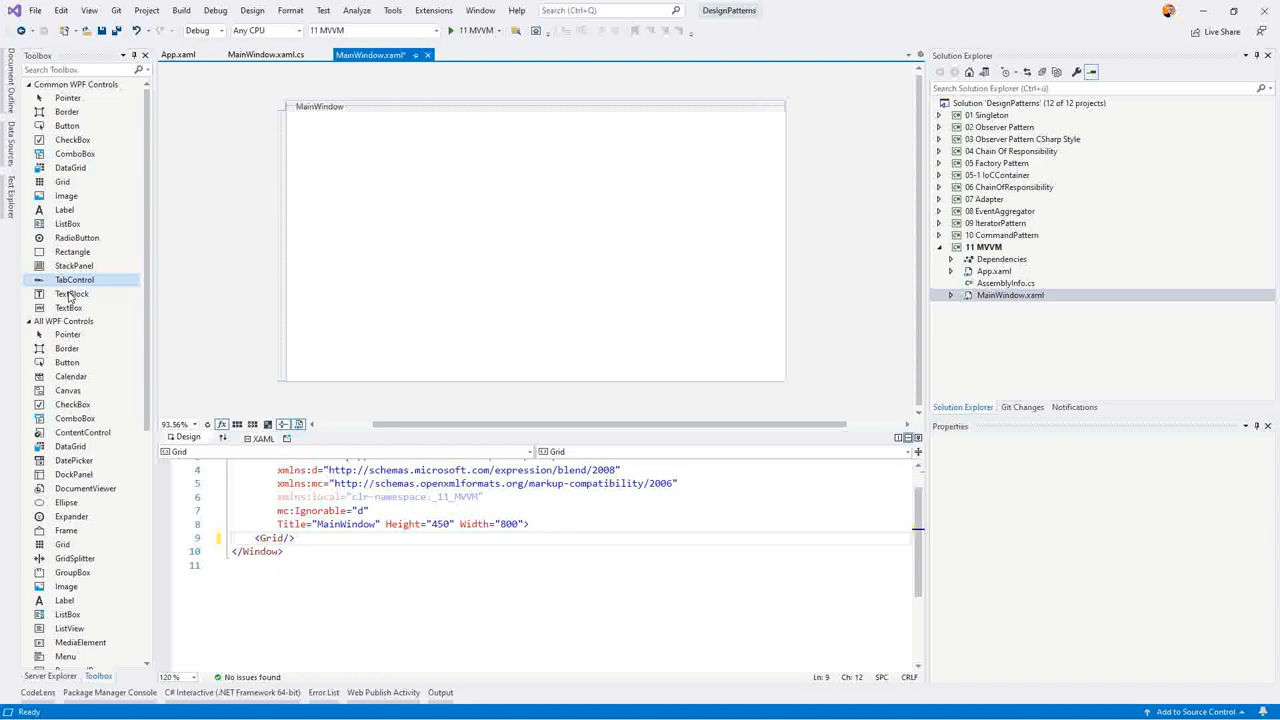 File Edit View Git Project Build Debug Design Format Test Analyze Tools Extensions Window Help Search (Ctrl+Q) DesignPatterns
Debug Any CPU 11 MVVM 11 MVVM Live Share
Document Outline
Data Sources
Test Explorer
Toolbox
Search Toolbox
Common WPF Controls
Pointer
Border
Button
CheckBox
ComboBox
DataGrid
Grid
Image
Label
ListBox
RadioButton
Rectangle
StackPanel
TabControl
TextBlock
TextBox
All WPF Controls
Pointer
Border
Button
Calendar
Canvas
CheckBox
ComboBox
ContentControl
DataGrid
DatePicker
DockPanel
DocumentViewer
Ellipse
Expander
Frame
Grid
GridSplitter
GroupBox
Image
Label
ListBox
ListView
MediaElement
Menu
Server Explorer Toolbox
App.xaml MainWindow.xaml.cs MainWindow.xaml*
MainWindow
93.56%
Design XAML
Grid Grid
4 xmlns:d="http://schemas.microsoft.com/expression/blend/2008"
5 xmlns:mc="http://schemas.openxmlformats.org/markup-compatibility/2006"
6 xmlns:local="clr-namespace:_11_MVVM"
7 mc:Ignorable="d"
8 Title="MainWindow" Height="450" Width="800">
9 <Grid/>
10 </Window>
11
120 % No issues found Ln: 9 Ch: 12 SPC CRLF
Solution Explorer
Search Solution Explorer (Ctrl+ü)
Solution 'DesignPatterns' (12 of 12 projects)
01 Singleton
02 Observer Pattern
03 Observer Pattern CSharp Style
04 Chain Of Responsibility
05 Factory Pattern
05-1 IoCContainer
06 ChainOfResponsibility
07 Adapter
08 EventAggregator
09 IteratorPattern
10 CommandPattern
11 MVVM
Dependencies
App.xaml
AssemblyInfo.cs
MainWindow.xaml
Solution Explorer Git Changes Notifications
Properties
CodeLens Package Manager Console C# Interactive (.NET Framework 64-bit) Error List Web Publish Activity Output
Ready Add to Source Control